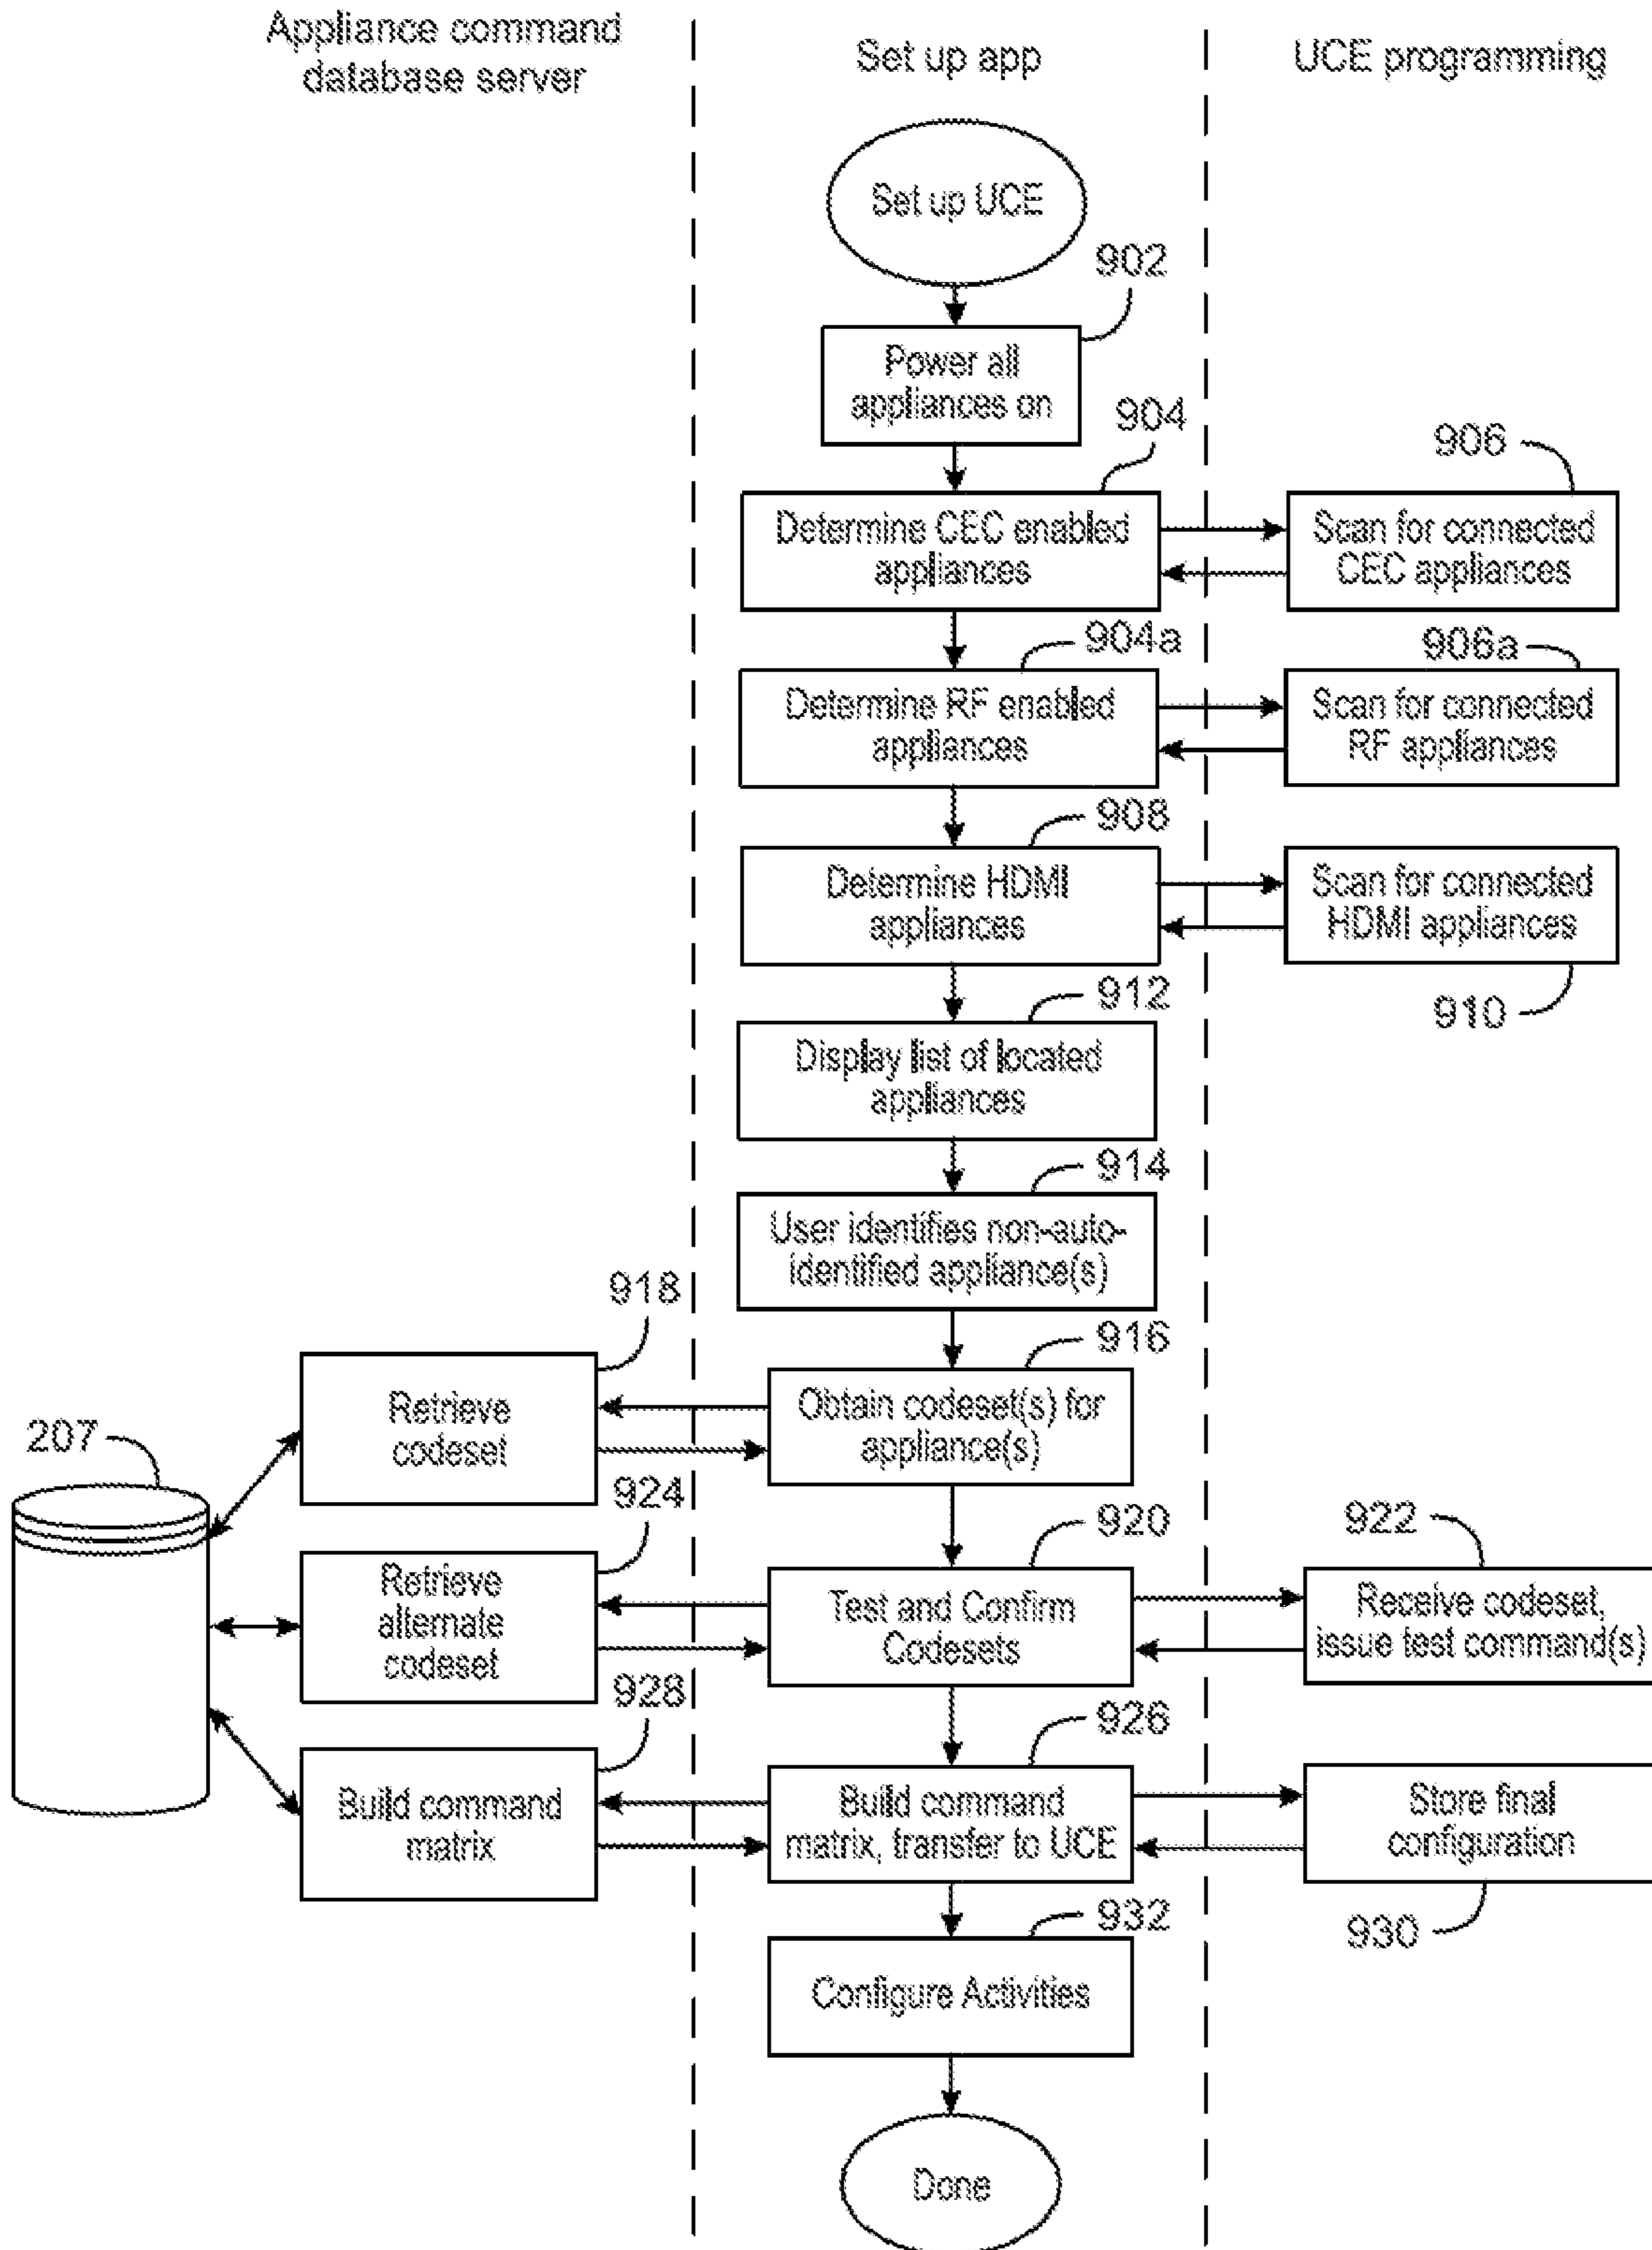 Appliance command
database server
Set up app
UCE programming
Set up UCE
902
Power all
appliances on
904
Determine CEC enabled
appliances
906
Scan for connected
CEC appliances
904a
Determine RF enabled
appliances
906a
Scan for connected
RF appliances
908
Determine HDMI
appliances
Scan for connected
HDMI appliances
910
912
Display list of located
appliances
914
User identifies non-auto-
identified appliance(s)
916
Obtain codeset(s) for
appliance(s)
918
Retrieve
codeset
207
920
Test and Confirm
Codesets
922
Receive codeset,
issue test command(s)
924
Retrieve
alternate
codeset
926
Build command
matrix, transfer to UCE
928
Build command
matrix
Store final
configuration
930
932
Configure Activities
Done